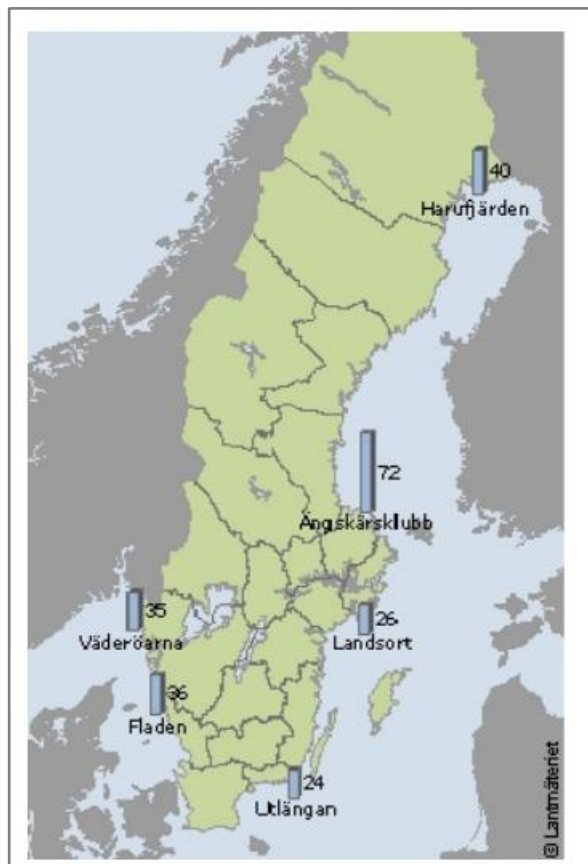 40
Harufjärden
72
Ängskärsklubb
35
Väderöarna
26
Landsort
36
Fladen
24
Utlängan
© Lantmäteriet